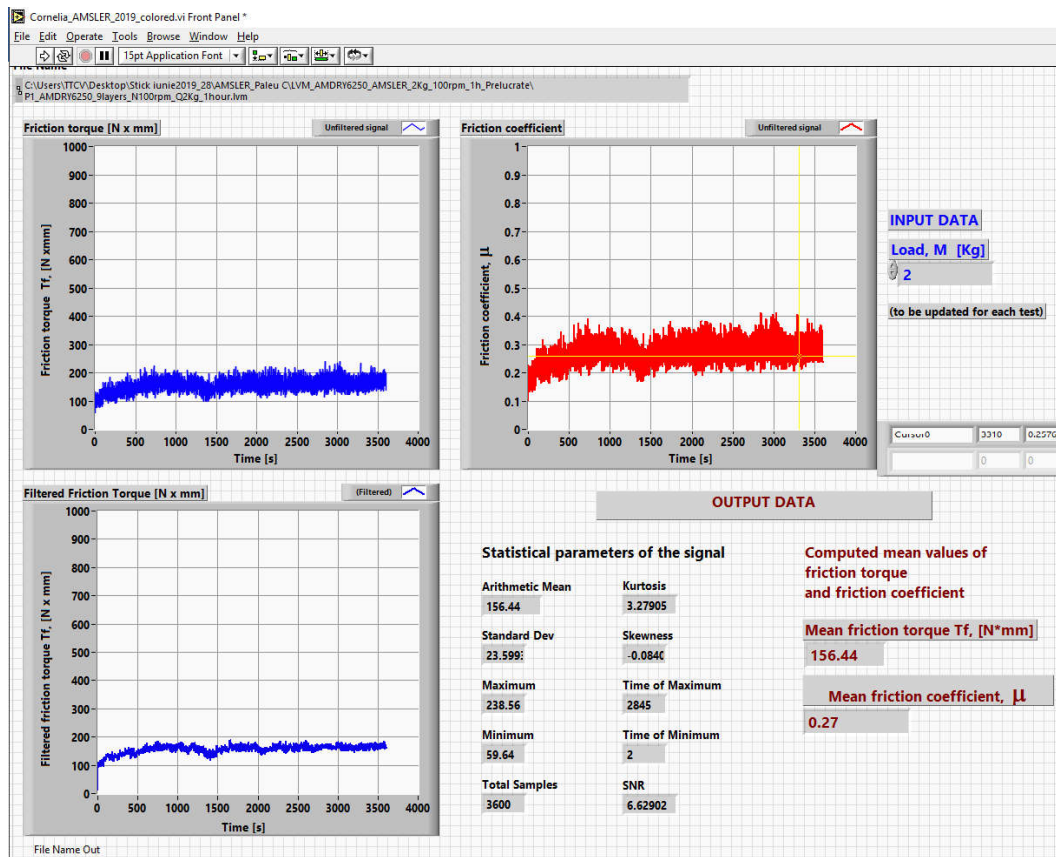 Cornelia_AMSLER_2019_colored.vi Front Panel *
File Edit Operate Tools Browse Window Help
15pt Application Font
File Name
C:\Users\TTCV\Desktop\Stick iunie2019_28\AMSLER_Paleu C\LVM_AMDRY6250_AMSLER_2Kg_100rpm_1h_Prelucrate\
P1_AMDRY6250_9layers_N100rpm_Q2Kg_1hour.lvm
Friction torque [N x mm]
Unfiltered signal
1000
900
800
700
600
500
400
300
200
100
0
Friction torque Tf, [N xmm]
0 500 1000 1500 2000 2500 3000 3500 4000
Time [s]
Friction coefficient
Unfiltered signal
1
0.9
0.8
0.7
0.6
0.5
0.4
0.3
0.2
0.1
0
Friction coefficient, μ
0 500 1000 1500 2000 2500 3000 3500 4000
Time [s]
INPUT DATA
Load, M [Kg]
2
(to be updated for each test)
Cursor0 3310 0.2570
0 0
Filtered Friction Torque [N x mm]
(Filtered)
1000
900
800
700
600
500
400
300
200
100
0
Filtered friction torque Tf, [N x mm]
0 500 1000 1500 2000 2500 3000 3500 4000
Time [s]
OUTPUT DATA
Statistical parameters of the signal
Arithmetic Mean
156.44
Kurtosis
3.27905
Standard Dev
23.599
Skewness
-0.084
Maximum
238.56
Time of Maximum
2845
Minimum
59.64
Time of Minimum
2
Total Samples
3600
SNR
6.62902
Computed mean values of
friction torque
and friction coefficient
Mean friction torque Tf, [N*mm]
156.44
Mean friction coefficient, μ
0.27
File Name Out